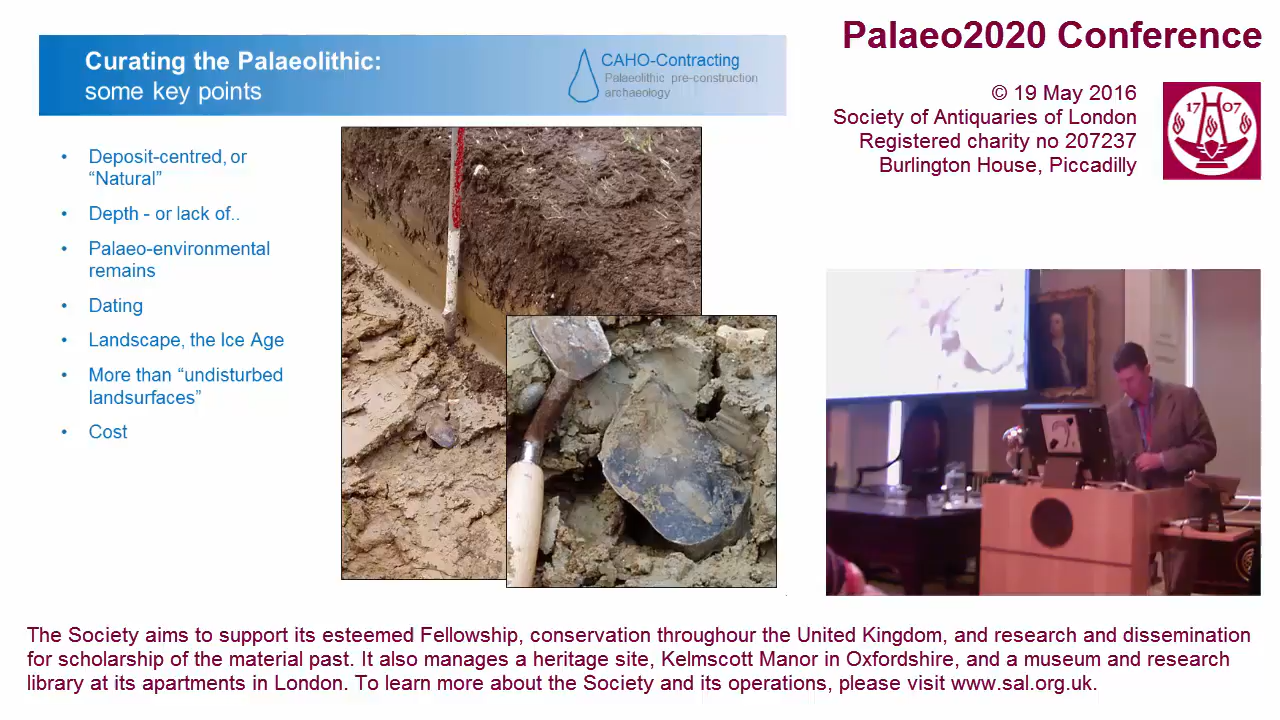 Curating the Palaeolithic:
some key points
CAHO-Contracting
Palaeolithic pre-construction
archaeology
• Deposit-centred, or
“Natural”
• Depth - or lack of..
• Palaeo-environmental
remains
• Dating
• Landscape, the Ice Age
• More than “undisturbed
landsurfaces”
• Cost
Palaeo2020 Conference
© 19 May 2016
Society of Antiquaries of London
Registered charity no 207237
Burlington House, Piccadilly
17 07
The Society aims to support its esteemed Fellowship, conservation throughour the United Kingdom, and research and dissemination
for scholarship of the material past. It also manages a heritage site, Kelmscott Manor in Oxfordshire, and a museum and research
library at its apartments in London. To learn more about the Society and its operations, please visit www.sal.org.uk.